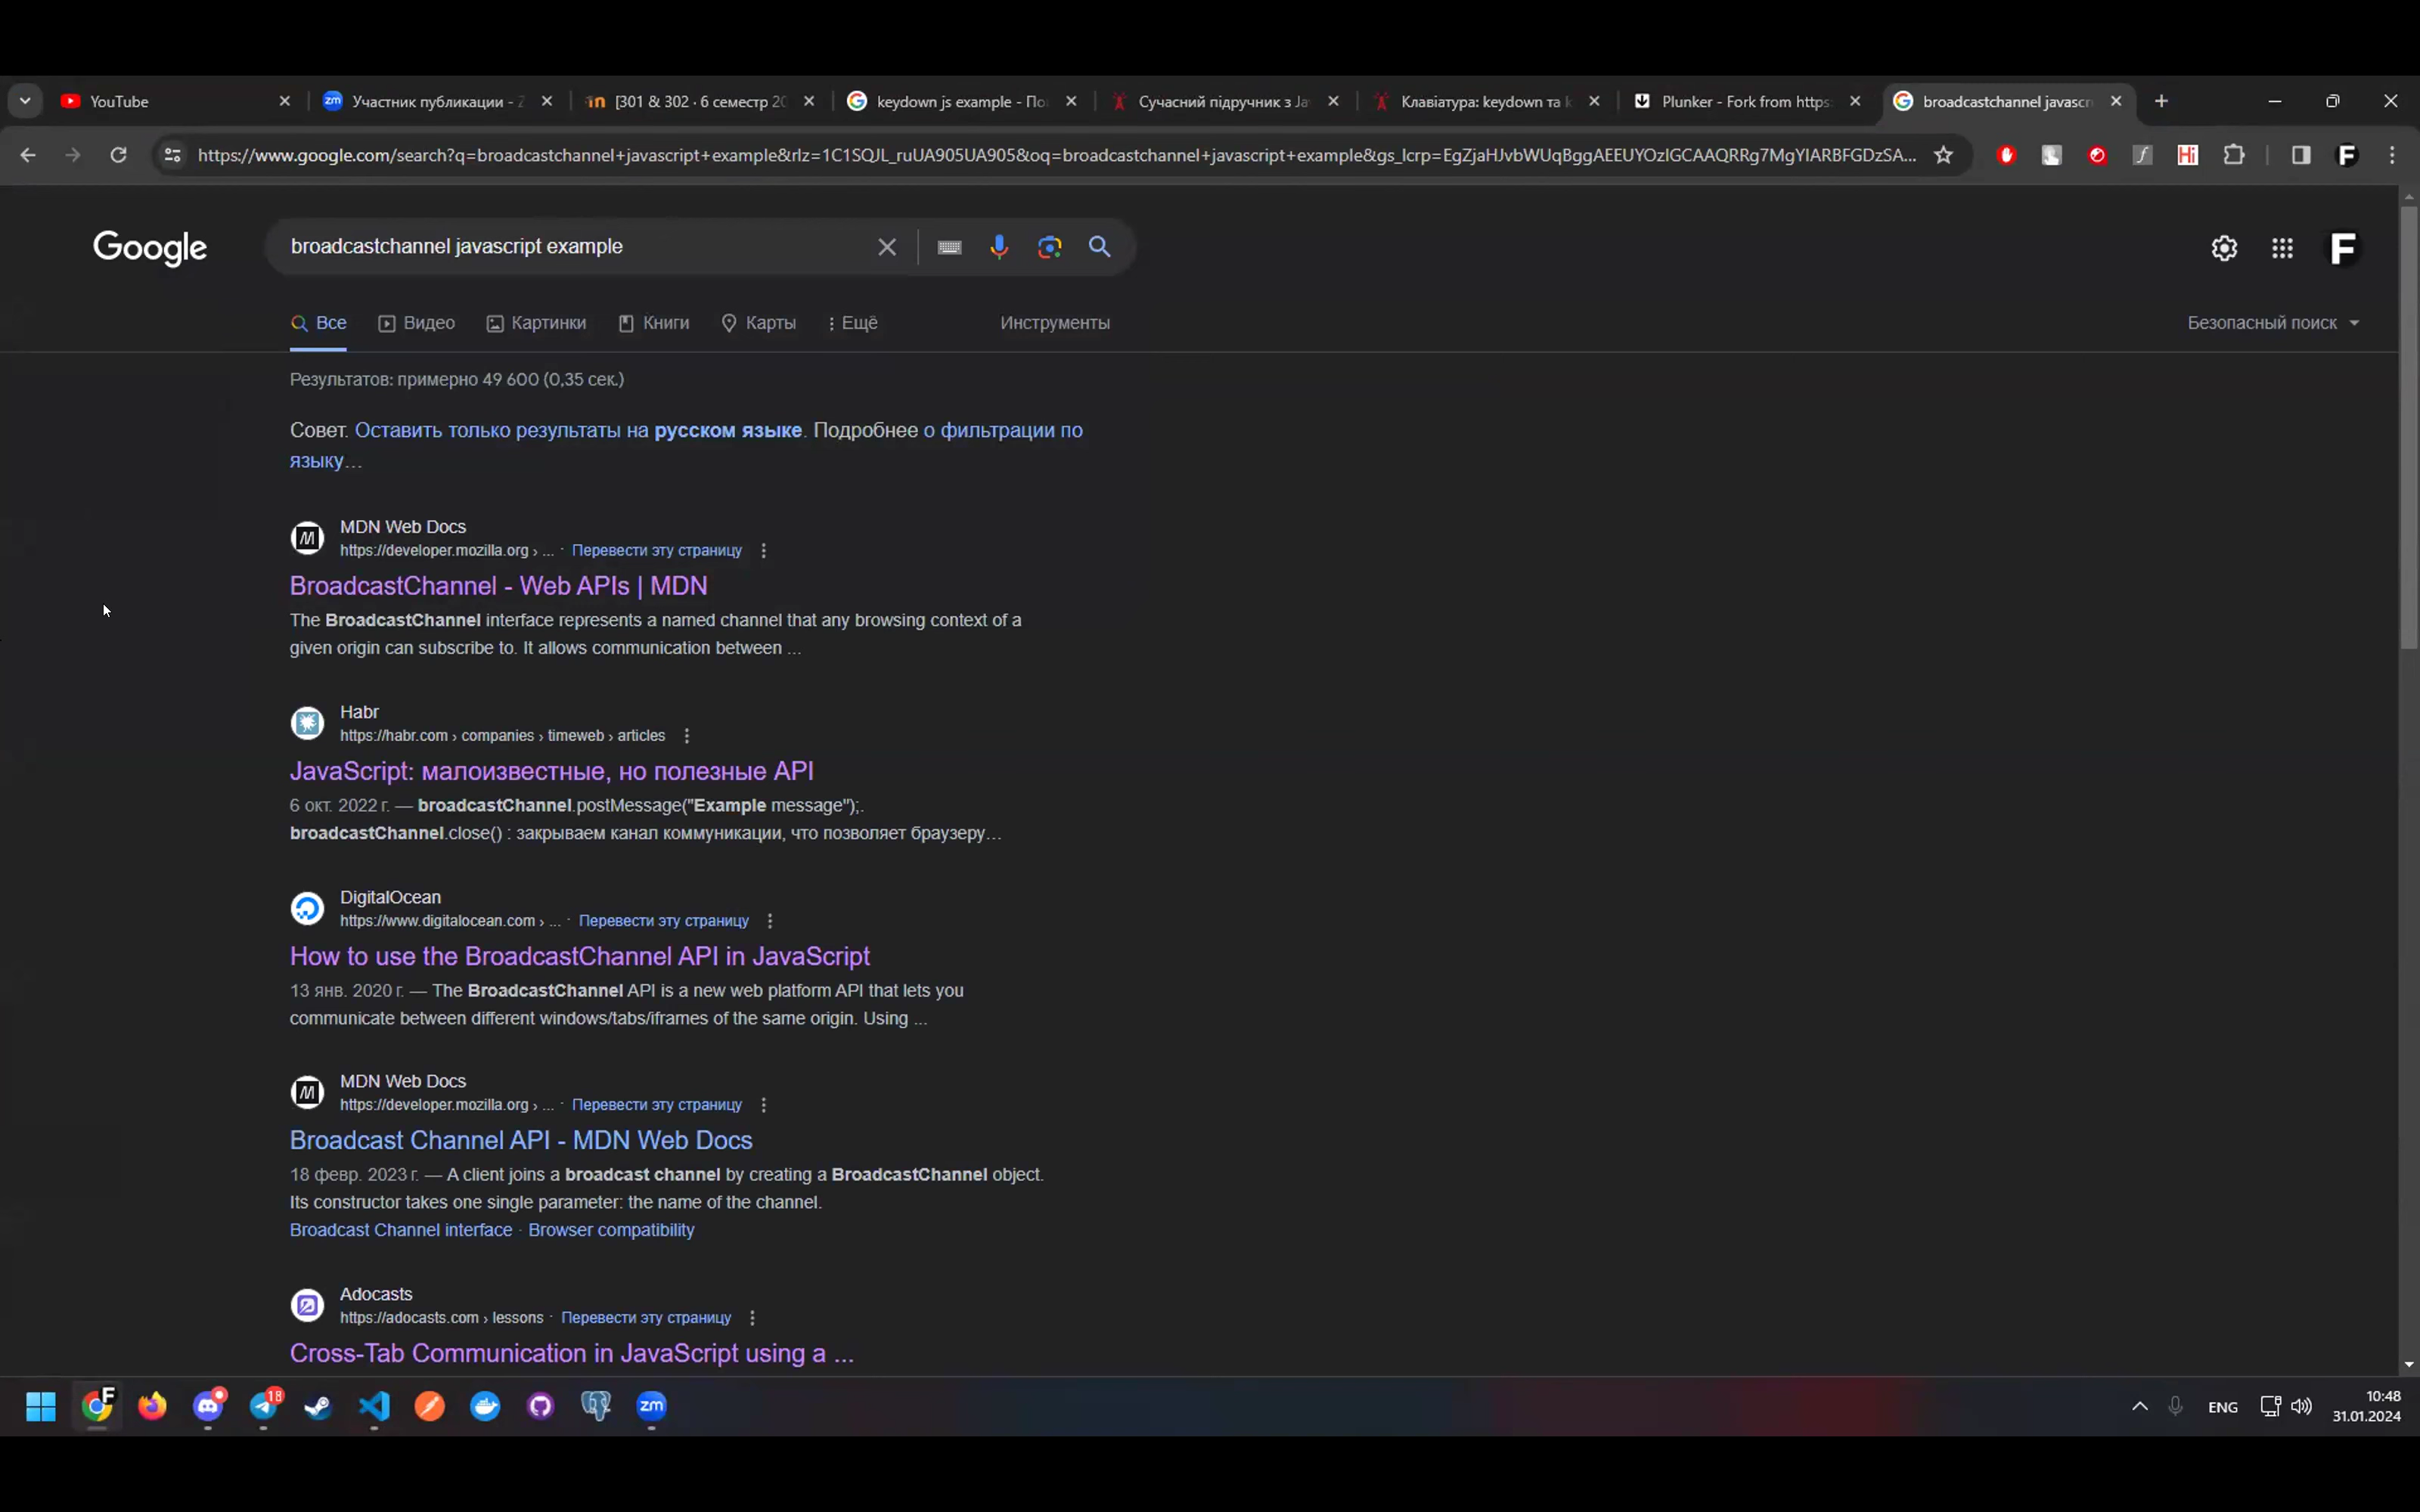 YouTube
Участник публикации - Z
[301 & 302 · 6 семестр 20
keydown js example - По
Сучасний підручник з Ja
Клавіатура: keydown та k
Plunker - Fork from https:
broadcastchannel javascr
https://www.google.com/search?q=broadcastchannel+javascript+example&rlz=1C1SQJL_ruUA905UA905&oq=broadcastchannel+javascript+example&gs_lcrp=EgZjaHJvbWUqBggAEEUYOzIGCAAQRRg7MgYIARBFGDzSA...
Google
broadcastchannel javascript example
F
Все
Видео
Картинки
Книги
Карты
Ещё
Инструменты
Безопасный поиск
Результатов: примерно 49 600 (0,35 сек.)
Совет. Оставить только результаты на русском языке. Подробнее о фильтрации по
языку…
MDN Web Docs
https://developer.mozilla.org › ... · Перевести эту страницу
BroadcastChannel - Web APIs | MDN
The BroadcastChannel interface represents a named channel that any browsing context of a
given origin can subscribe to. It allows communication between ...
Habr
https://habr.com › companies › timeweb › articles
JavaScript: малоизвестные, но полезные API
6 окт. 2022 г. — broadcastChannel.postMessage("Example message");.
broadcastChannel.close() : закрываем канал коммуникации, что позволяет браузеру…
DigitalOcean
https://www.digitalocean.com › ... · Перевести эту страницу
How to use the BroadcastChannel API in JavaScript
13 янв. 2020 г. — The BroadcastChannel API is a new web platform API that lets you
communicate between different windows/tabs/iframes of the same origin. Using ...
MDN Web Docs
https://developer.mozilla.org › ... · Перевести эту страницу
Broadcast Channel API - MDN Web Docs
18 февр. 2023 г. — A client joins a broadcast channel by creating a BroadcastChannel object.
Its constructor takes one single parameter: the name of the channel.
Broadcast Channel interface · Browser compatibility
Adocasts
https://adocasts.com › lessons · Перевести эту страницу
Cross-Tab Communication in JavaScript using a ...
18
zm
ENG
10:48
31.01.2024